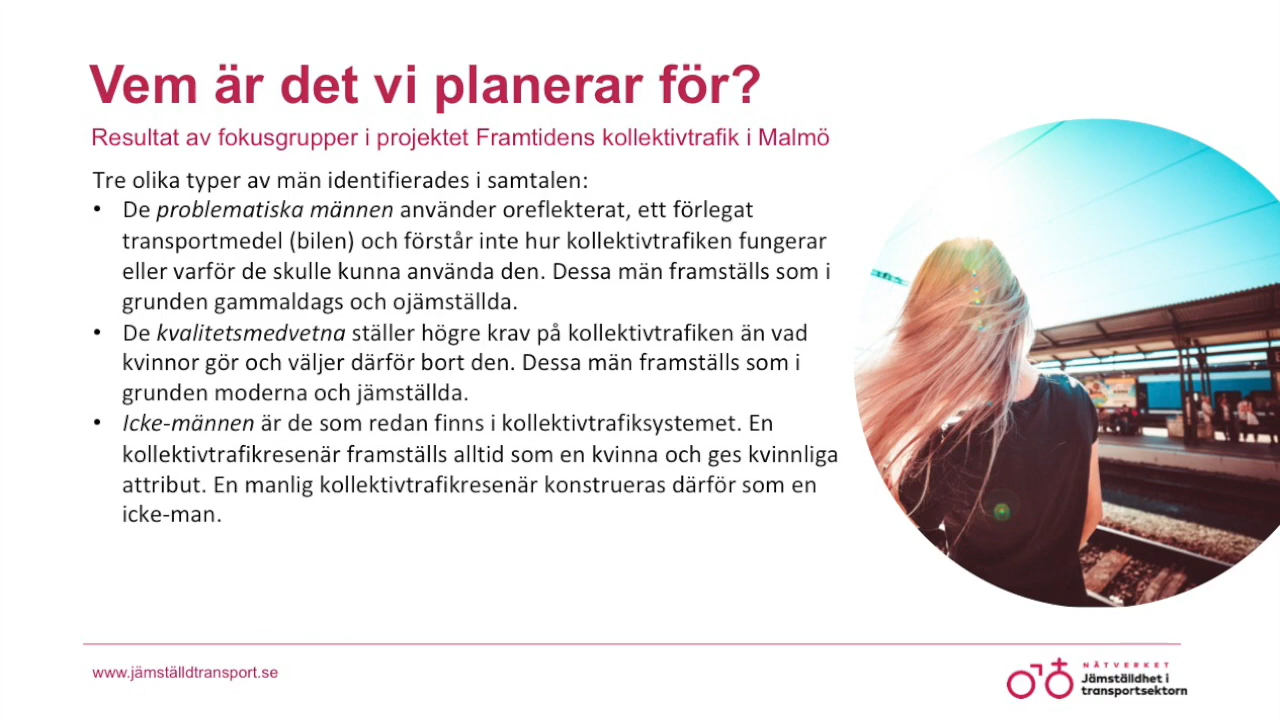 Vem är det vi planerar för?
Resultat av fokusgrupper i projektet Framtidens kollektivtrafik i Malmö
Tre olika typer av män identifierades i samtalen:
• De problematiska männen använder oreflekterat, ett förlegat
transportmedel (bilen) och förstår inte hur kollektivtrafiken fungerar
eller varför de skulle kunna använda den. Dessa män framställs som i
grunden gammaldags och ojämställda.
• De kvalitetsmedvetna ställer högre krav på kollektivtrafiken än vad
kvinnor gör och väljer därför bort den. Dessa män framställs som i
grunden moderna och jämställda.
• Icke-männen är de som redan finns i kollektivtrafiksystemet. En
kollektivtrafikresenär framställs alltid som en kvinna och ges kvinnliga
attribut. En manlig kollektivtrafikresenär konstrueras därför som en
icke-man.
www.jämställdtransport.se
NÄTVERKET
Jämställdhet i
transportsektorn